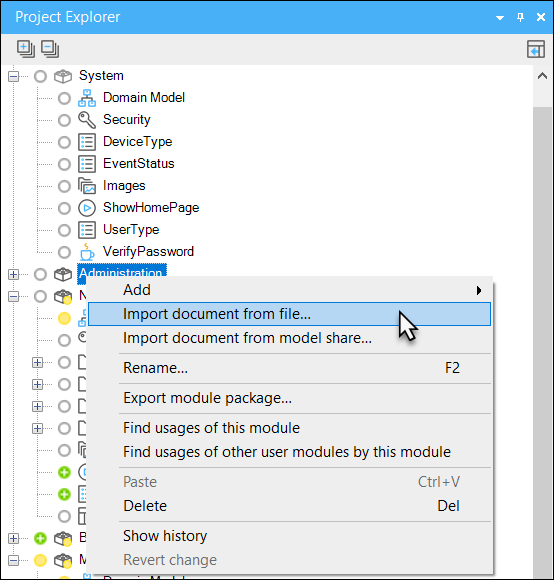 Project Explorer
System
Domain Model
Security
DeviceType
EventStatus
Images
ShowHomePage
UserType
VerifyPassword
Administration
N
Add
Import document from file...
Import document from model share...
Rename... F2
Export module package...
Find usages of this module
Find usages of other user modules by this module
Paste Ctrl+V
Delete Del
Show history
Revert change
B
M
Domain Model